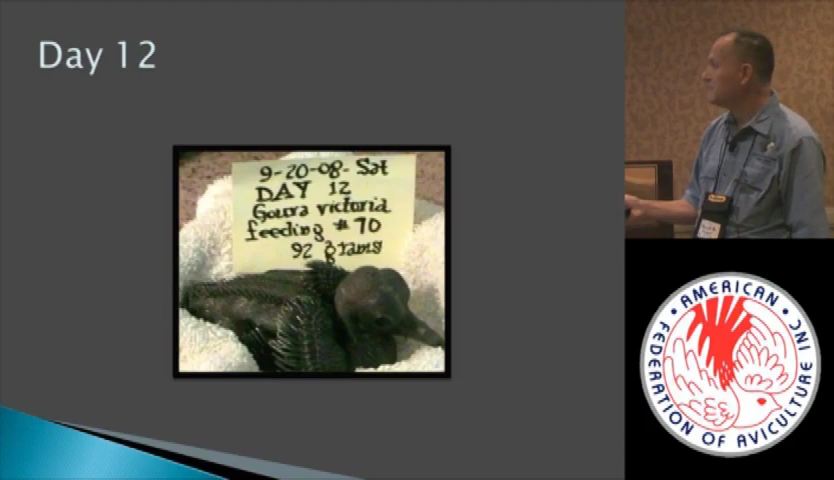 Day 12
9-20-08- Sat
DAY 12
Goura victoria
feeding #70
92 grams
AMERICAN
FEDERATION OF AVICULTURE INC.